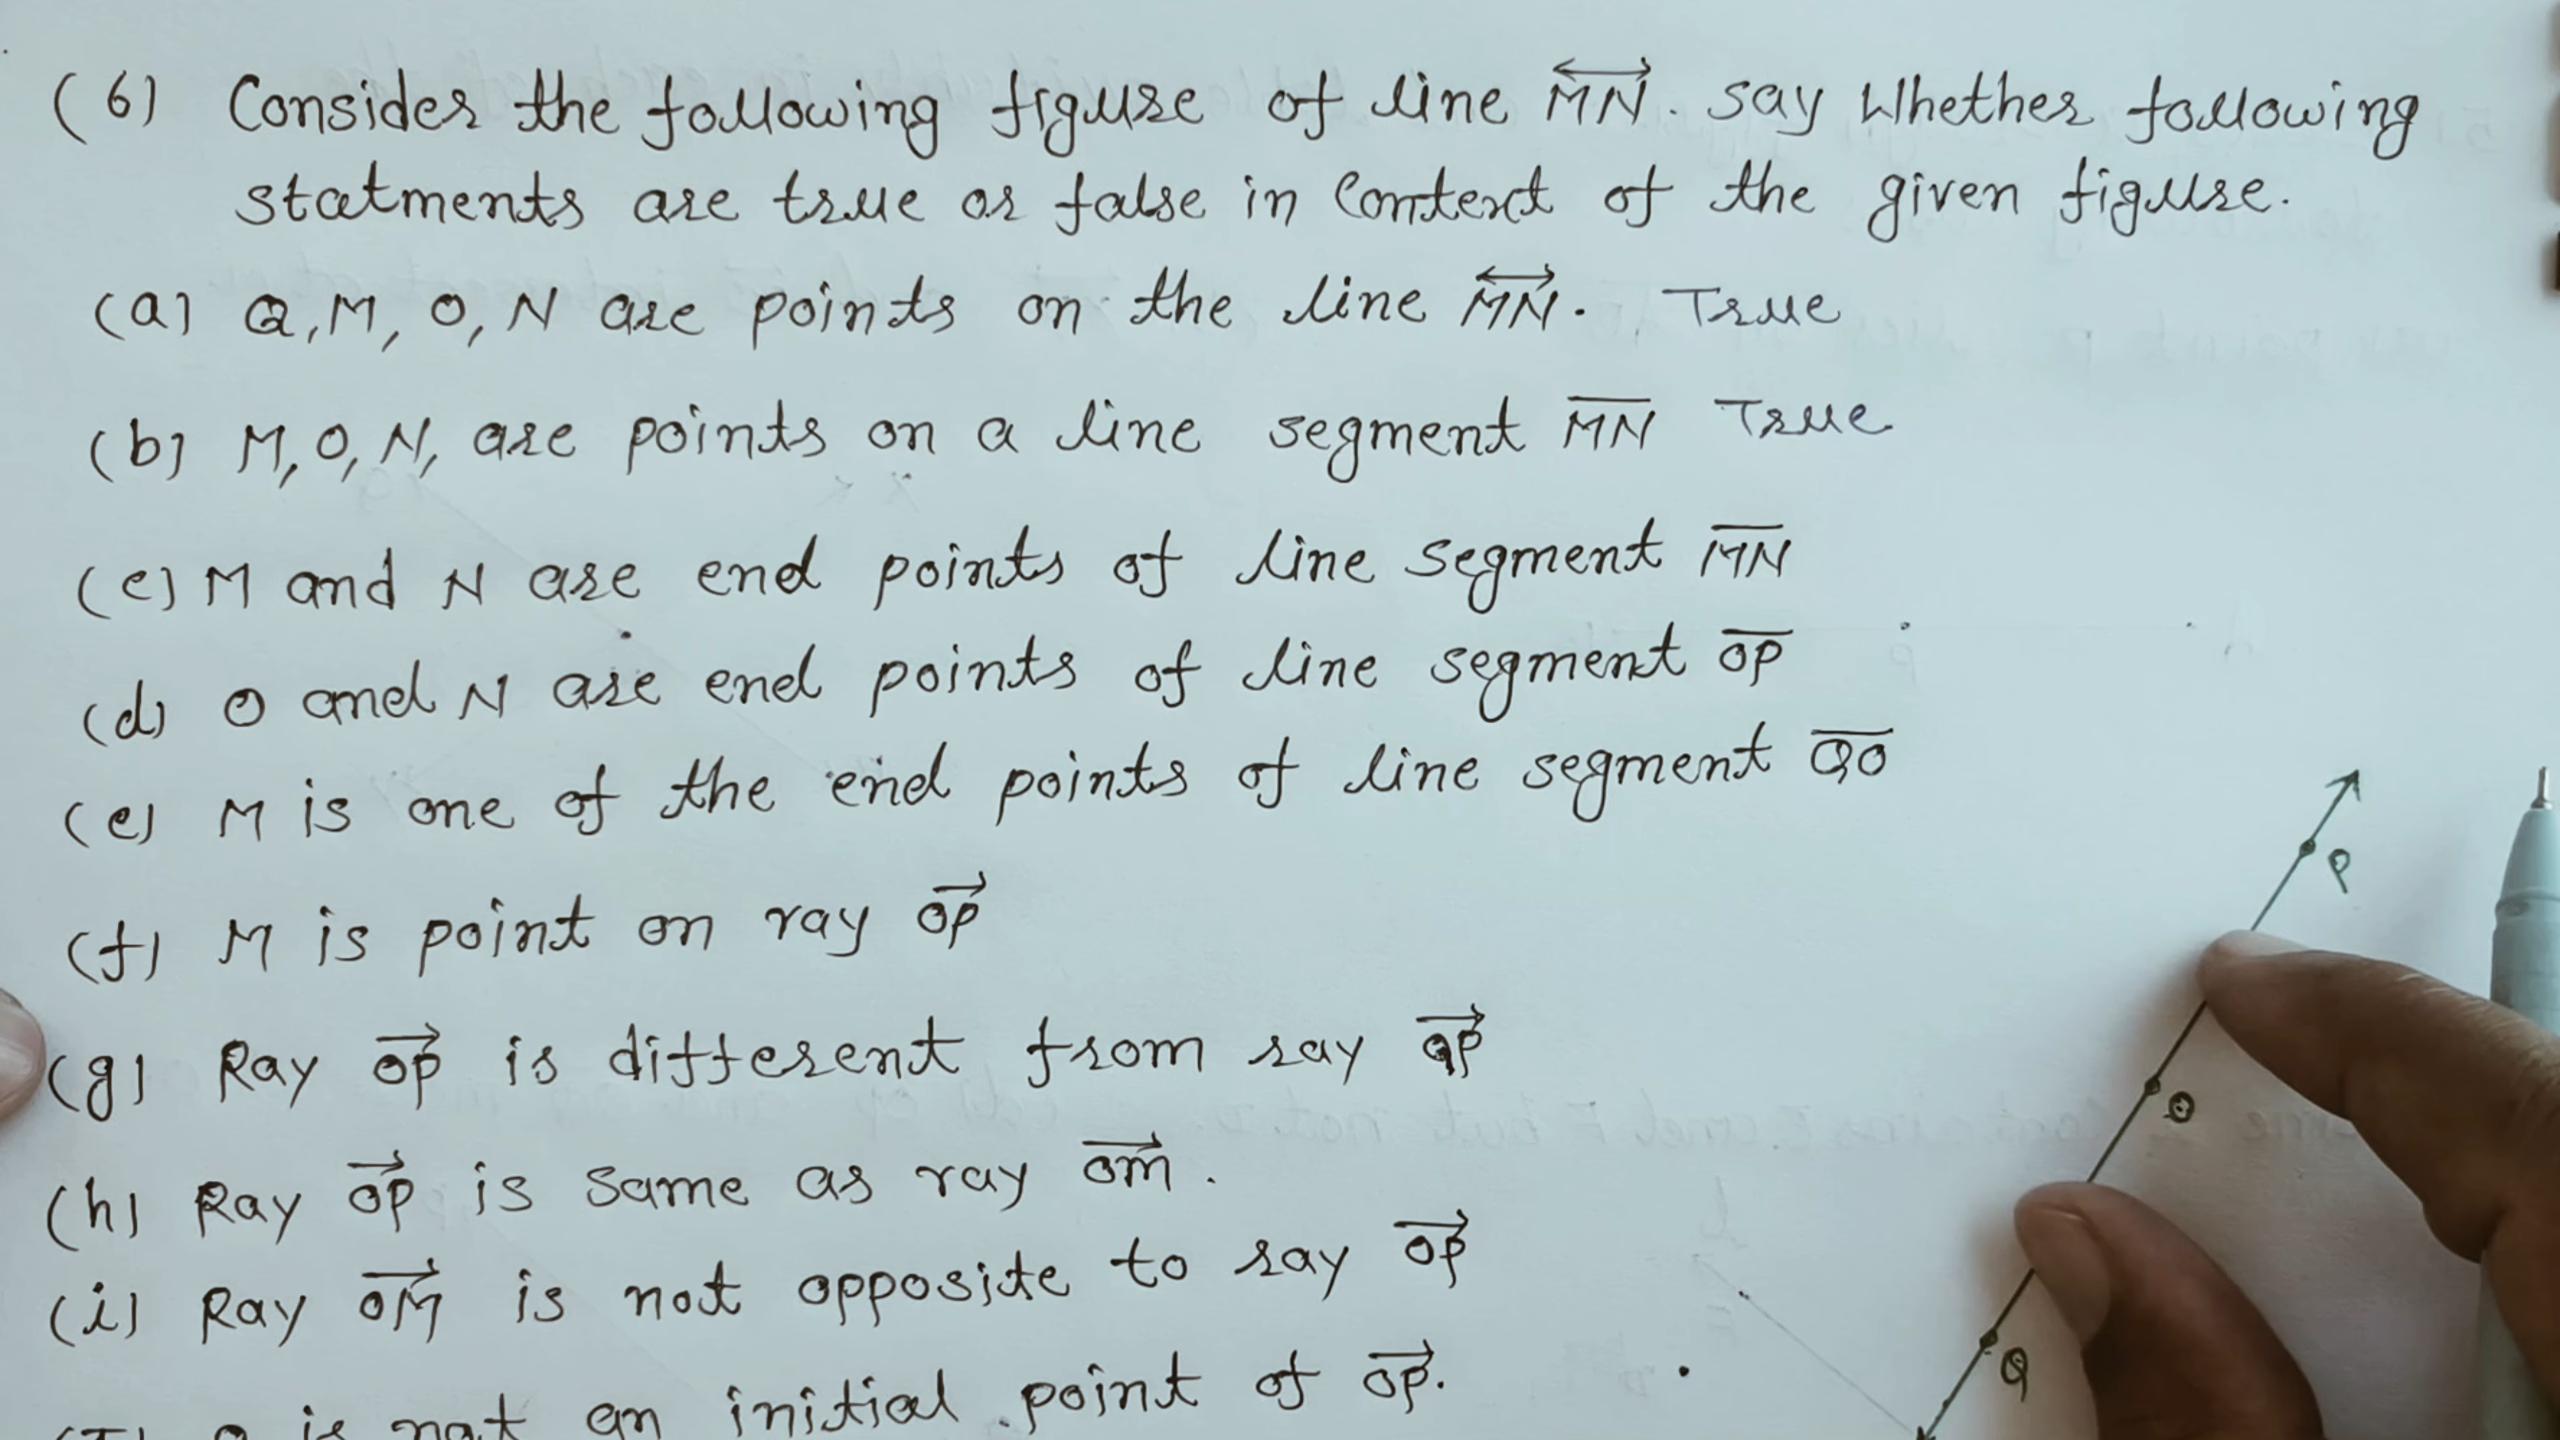 (6) Consider the following figure of line MN. say Whether following
statments are true or false in Context of the given figure.
(a) Q, M, O, N are points on the line MN. True
(b) M, O, N, are points on a line segment MN True
(c) M and N are end points of line segment MN
(d) O and N are end points of line segment OP
(e) M is one of the end points of line segment QO
(f) M is point on ray OP
(g) Ray OP is different from ray QP
(h) Ray OP is same as ray OM.
(i) Ray OM is not opposite to ray OP
is not an initial point of OP.
P
O
Q